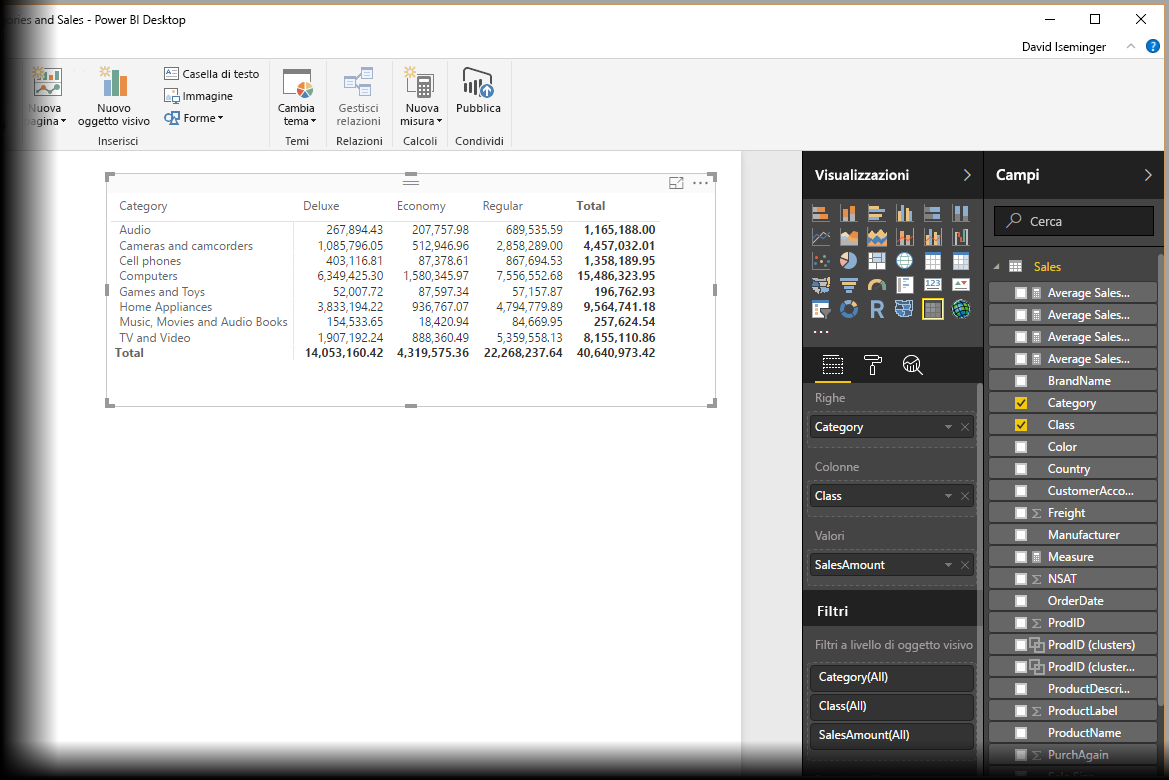 ories and Sales - Power BI Desktop
David Iseminger
?
Nuova pagina
Nuovo oggetto visivo
Casella di testo
Immagine
Forme
Inserisci
Cambia tema
Temi
Gestisci relazioni
Relazioni
Nuova misura
Calcoli
Pubblica
Condividi
Category Deluxe Economy Regular Total
Audio 267,894.43 207,757.98 689,535.59 1,165,188.00
Cameras and camcorders 1,085,796.05 512,946.96 2,858,289.00 4,457,032.01
Cell phones 403,116.81 87,378.61 867,694.53 1,358,189.95
Computers 6,349,425.30 1,580,345.97 7,556,552.68 15,486,323.95
Games and Toys 52,007.72 87,597.34 57,157.87 196,762.93
Home Appliances 3,833,194.22 936,767.07 4,794,779.89 9,564,741.18
Music, Movies and Audio Books 154,533.65 18,420.94 84,669.95 257,624.54
TV and Video 1,907,192.24 888,360.49 5,359,558.13 8,155,110.86
Total 14,053,160.42 4,319,575.36 22,268,237.64 40,640,973.42
Visualizzazioni
123
R
...
Righe
Category
Colonne
Class
Valori
SalesAmount
Filtri
Filtri a livello di oggetto visivo
Category(All)
Class(All)
SalesAmount(All)
Campi
Cerca
Sales
Average Sales...
Average Sales...
Average Sales...
Average Sales...
BrandName
Category
Class
Color
Country
CustomerAcco...
Σ Freight
Manufacturer
Measure
Σ NSAT
OrderDate
Σ ProdID
ProdID (clusters)
ProdID (cluster...
ProductDescri...
Σ ProductLabel
ProductName
Σ PurchAgain